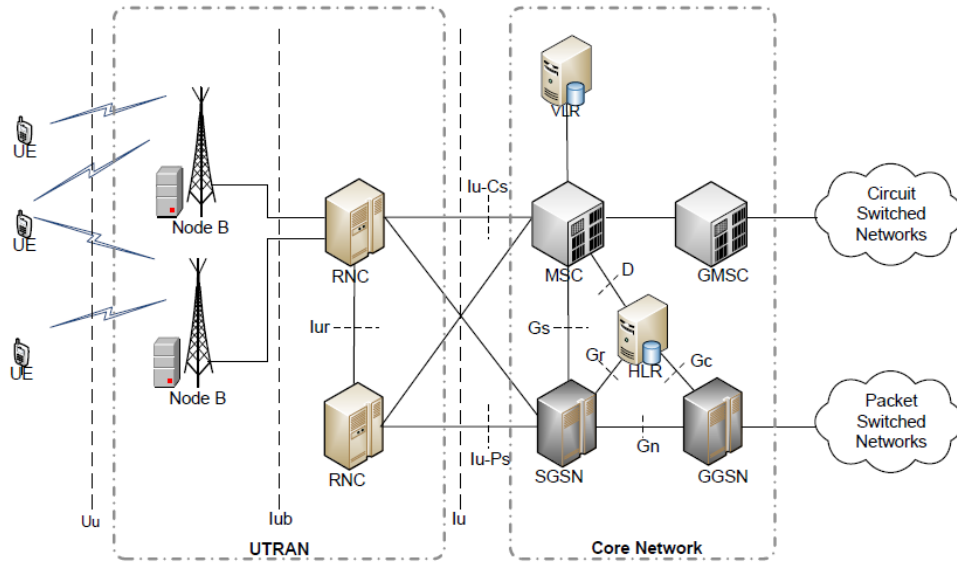 VLR
UE
Iu-Cs
Circuit
Switched
Networks
Node B
UE
RNC
MSC
GMSC
D
Iur
Gs
Gr
HLR
Gc
UE
Node B
Packet
Switched
Networks
Iu-Ps
Gn
RNC
SGSN
GGSN
Uu
Iub
Iu
UTRAN
Core Network